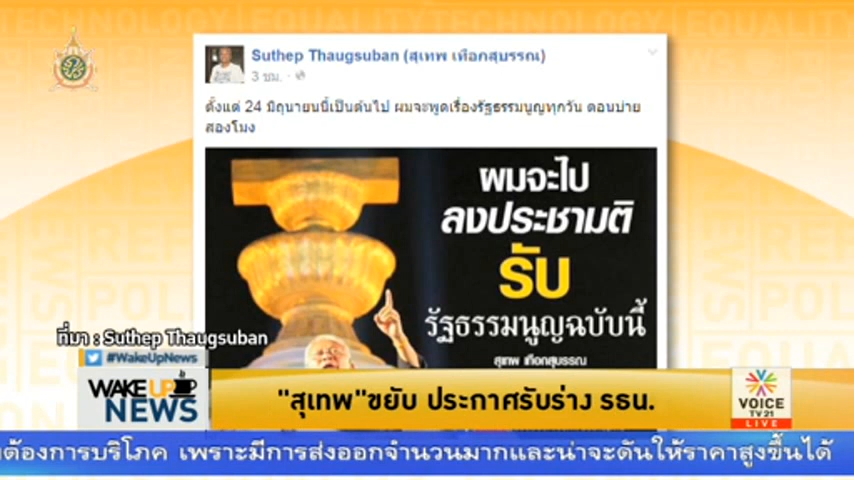 Suthep Thaugsuban (สุเทพ เทือกสุบรรณ)
3 ชม.
ตั้งแต่ 24 มิถุนายนนี้เป็นต้นไป ผมจะพูดเรื่องรัฐธรรมนูญทุกวัน ตอนบ่าย
สองโมง
ผมจะไป
ลงประชามติ
รับ
รัฐธรรมนูญฉบับนี้
สุเทพ เทือกสุบรรณ
ที่มา : Suthep Thaugsuban
#WakeUpNews
WAKE UP
NEWS
"สุเทพ"ขยับ ประกาศรับร่าง รธน.
VOICE
TV 21
LIVE
ต้องการบริโภค เพราะมีการส่งออกจำนวนมากและน่าจะดันให้ราคาสูงขึ้นได้